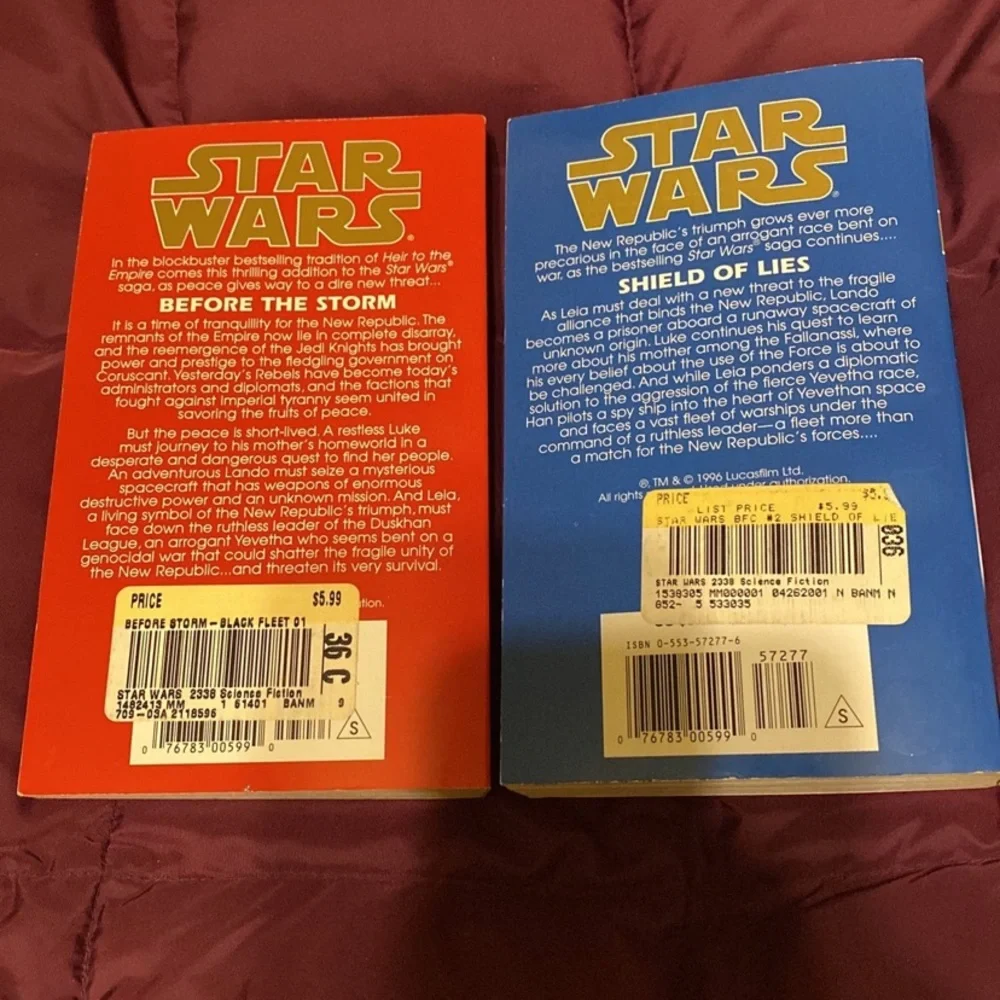 STAR
WARS®
In the blockbuster bestselling tradition of Heir to the
Empire comes this thrilling addition to the Star Wars®
saga, as peace gives way to a dire new threat...
BEFORE THE STORM
It is a time of tranquility for the New Republic. The
remnants of the Empire now lie in complete disarray,
and the reemergence of the Jedi Knights has brought
power and prestige to the fledgling government on
Coruscant. Yesterday's Rebels have become today's
administrators and diplomats, and the factions that
fought against Imperial tyranny seem united in
savoring the fruits of peace.
But the peace is short-lived. A restless Luke
must journey to his mother's homeworld in a
desperate and dangerous quest to find her people.
An adventurous Lando must seize a mysterious
spacecraft that has weapons of enormous
destructive power and an unknown mission. And Leia,
a living symbol of the New Republic's triumph, must
face down the ruthless leader of the Duskhan
League, an arrogant Yevetha who seems bent on a
genocidal war that could shatter the fragile unity of
the New Republic...and threaten its very survival.
PRICE $5.99
BEFORE STORM - BLACK FLEET 01
36 C
STAR WARS 2338 Science Fiction
1482413 MM 1 61401 BANM 9
709-03A 2118596
S
0 76783 00599 0
STAR
WARS®
The New Republic's triumph grows ever more
precarious in the face of an arrogant race bent on
war, as the bestselling Star Wars® saga continues....
SHIELD OF LIES
As Leia must deal with a new threat to the fragile
alliance that binds the New Republic, Lando
becomes a prisoner aboard a runaway spacecraft of
unknown origin. Luke continues his quest to learn
more about his mother among the Fallanassi, where
his every belief about the use of the Force is about to
be challenged. And while Leia ponders a diplomatic
solution to the aggression of the fierce Yevetha race,
Han pilots a spy ship into the heart of Yevethan space
and faces a vast fleet of warships under the
command of a ruthless leader—a fleet more than
a match for the New Republic's forces....
®, TM & © 1996 Lucasfilm Ltd.
All rights under authorization.
PRICE
LIST PRICE $5.99
STAR WARS BFC #2 SHIELD OF LIE
036
STAR WARS 2338 Science Fiction
1539305 MM000001 04262001 N BANM N
852- 5 533035
ISBN 0-553-57277-6
57277
S
0 76783 00599 0